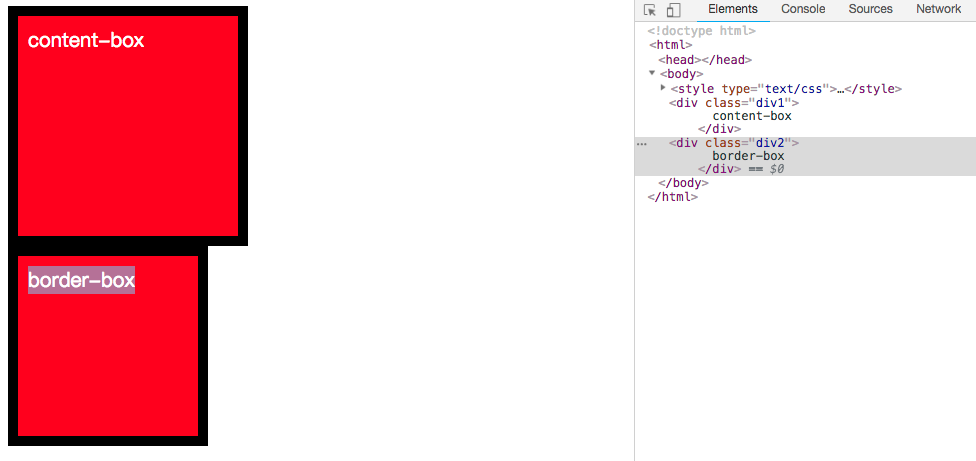 content-box
border-box
Elements Console Sources Network
<!doctype html>
<html>
<head></head>
<body>
<style type="text/css">…</style>
<div class="div1">
content-box
</div>
<div class="div2">
border-box
</div> == $0
</body>
</html>